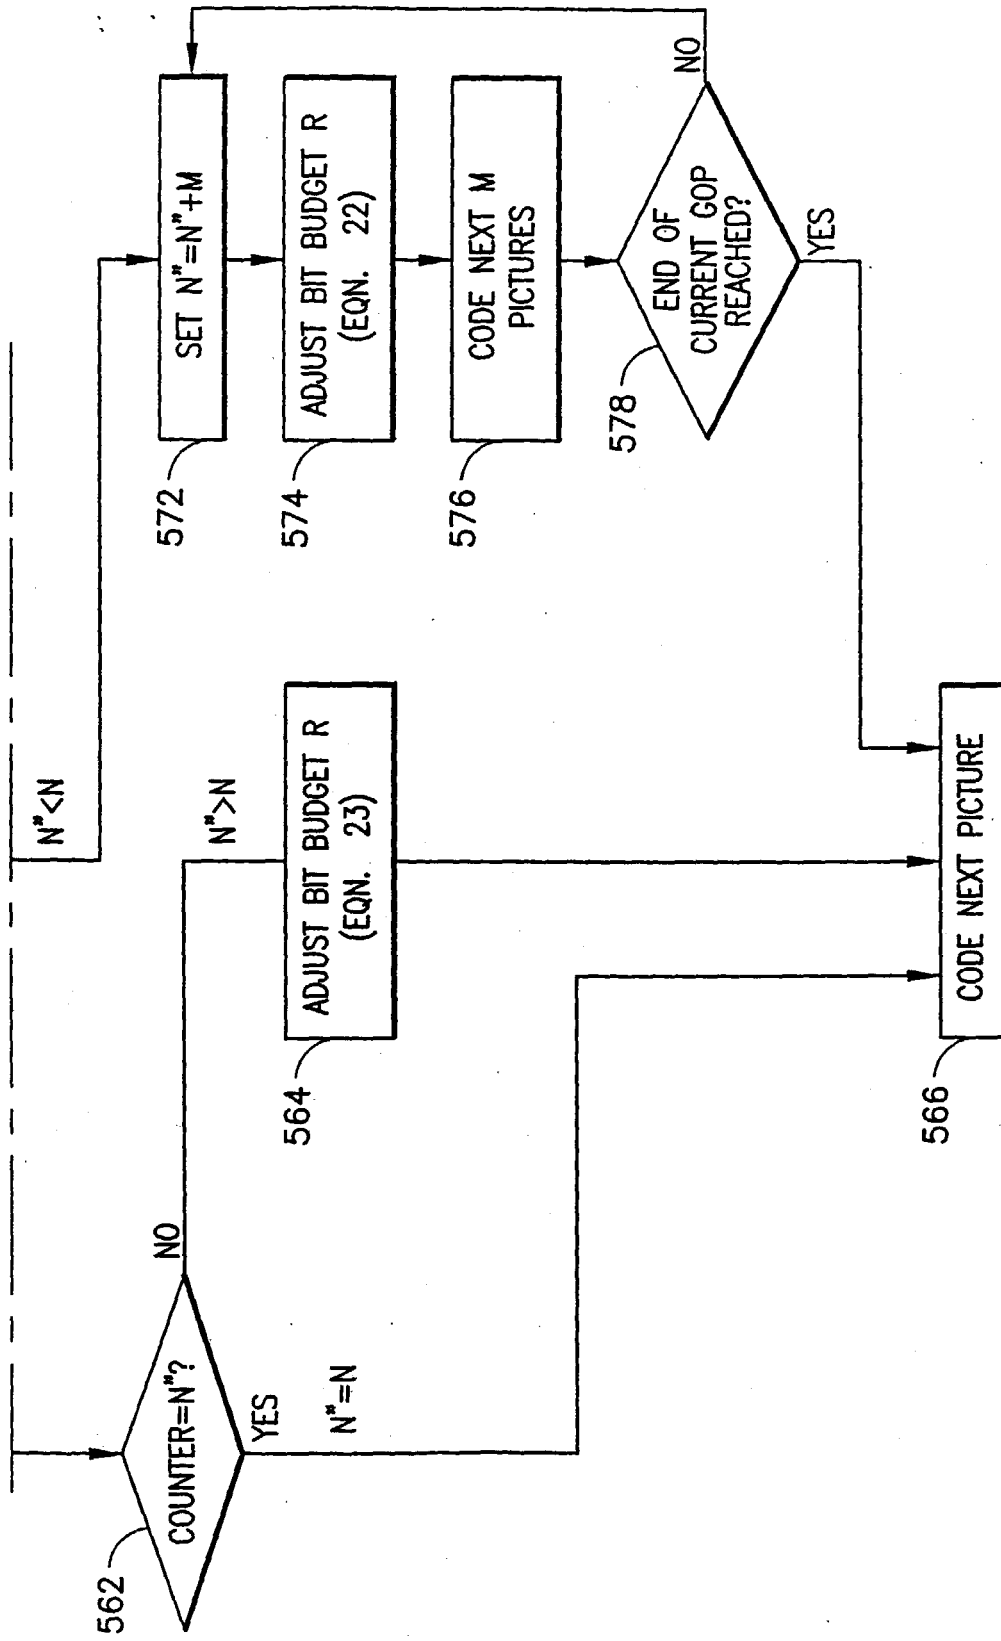 562
COUNTER=N"?
NO
YES
N"=N
N">N
564
ADJUST BIT BUDGET R
(EQN. 23)
566
CODE NEXT PICTURE
N"<N
572
SET N"=N"+M
574
ADJUST BIT BUDGET R
(EQN. 22)
576
CODE NEXT M
PICTURES
578
END OF
CURRENT GOP
REACHED?
NO
YES